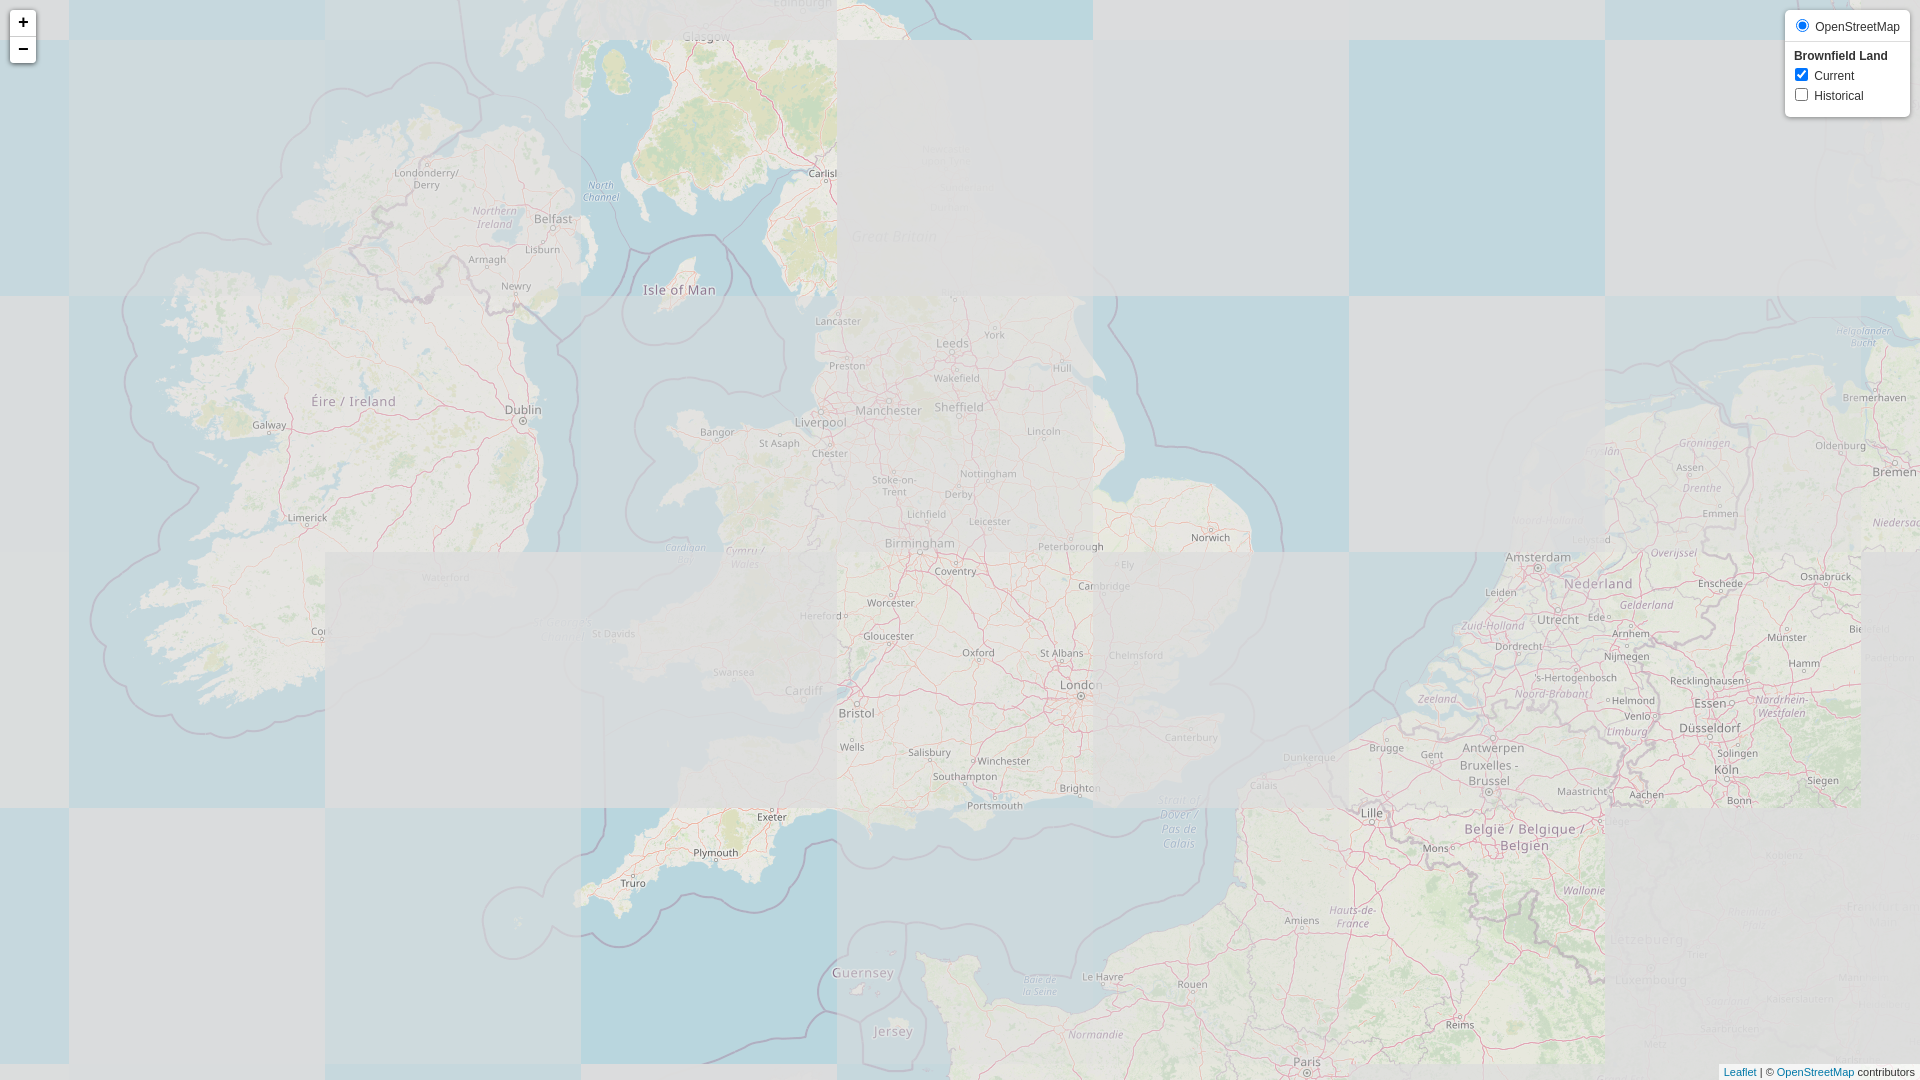 +
−
OpenStreetMap
Brownfield Land
Current
Historical
Edinburgh
Glasgow
Londonderry/
Derry
North
Channel
Carlisl
Northern
Ireland
Belfast
Lisburn
Great Britain
Armagh
Newry
Isle of Man
Lancaster
York
Leeds
Helgoländer
Bucht
Preston
Hull
Wakefield
Éire / Ireland
Dublin
Manchester
Sheffield
Bremerhaven
Liverpool
Galway
Bangor
St Asaph
Lincoln
Groningen
Oldenburg
Chester
Assen
Bremen
Nottingham
Stoke-on-
Trent
Drenthe
Derby
Limerick
Lichfield
Leicester
Emmen
Niedersac
Norwich
Birmingham
Peterborough
Cardigan
Cymru /
Wales
Overijssel
Amsterdam
Ely
Coventry
Waterford
Nederland
Enschede
Osnabrück
Cambridge
Leiden
Worcester
Gelderland
Hereford
Utrecht
Ede
Zuid-Holland
Co
St Davids
Gloucester
Arnhem
Münster
Bie
Dordrecht
Oxford
St Albans
Chelmsford
Nijmegen
Hamm
Swansea
's-Hertogenbosch
Recklinghausen
London
Cardiff
Noord-Brabant
Zeeland
Helmond
Essen
Nordrhein-
Westfalen
Bristol
Venlo
Limburg
Düsseldorf
Canterbury
Wells
Salisbury
Brugge
Gent
Antwerpen
Solingen
Dunkerque
Winchester
Bruxelles -
Brussel
Köln
Southampton
Calais
Siegen
Brighton
Maastricht
Aachen
Bonn
Portsmouth
Strait of
Dover /
Pas de
Calais
Exeter
Lille
België / Belgique /
Belgien
Mons
Plymouth
Truro
Wallonie
Hauts-de-
France
Amiens
Guernsey
Le Havre
Baie de
la Seine
Rouen
Luxembourg
Jersey
Reims
Normandie
Paris
Metz
Leaflet | © OpenStreetMap contributors